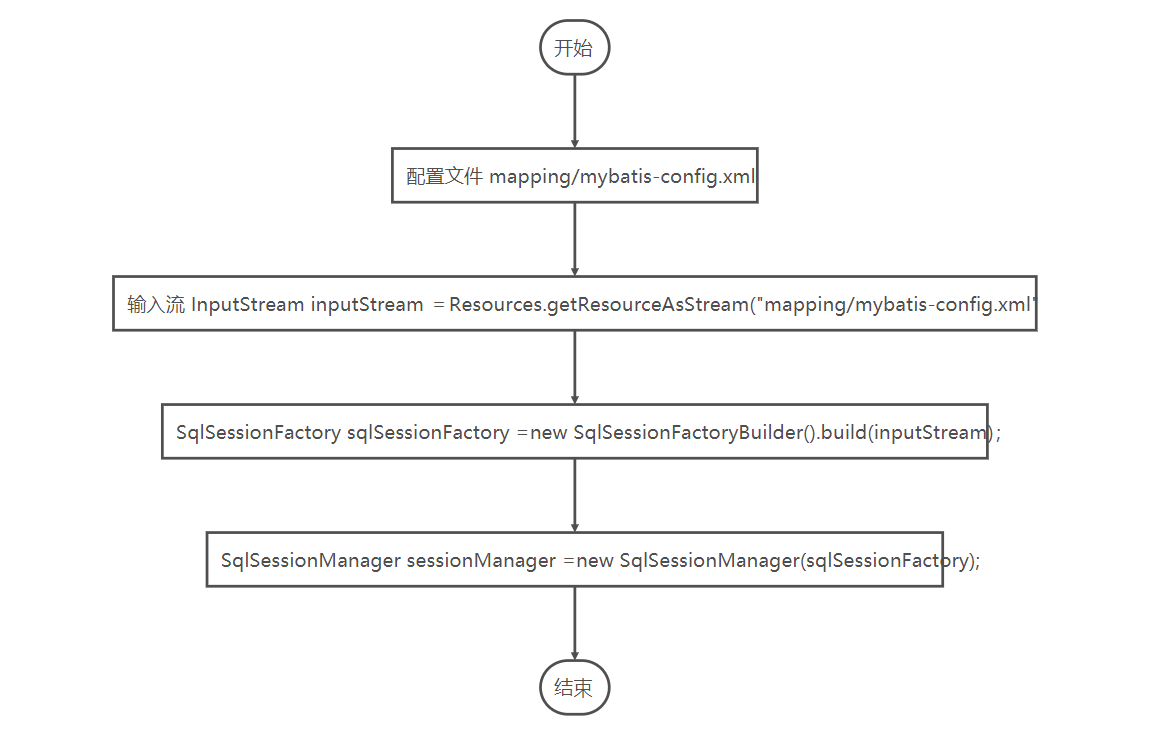 开始
配置文件 mapping/mybatis-config.xml
输入流 InputStream inputStream = Resources.getResourceAsStream("mapping/mybatis-config.xml"
SqlSessionFactory sqlSessionFactory =new SqlSessionFactoryBuilder().build(inputStream);
SqlSessionManager sessionManager =new SqlSessionManager(sqlSessionFactory);
结束